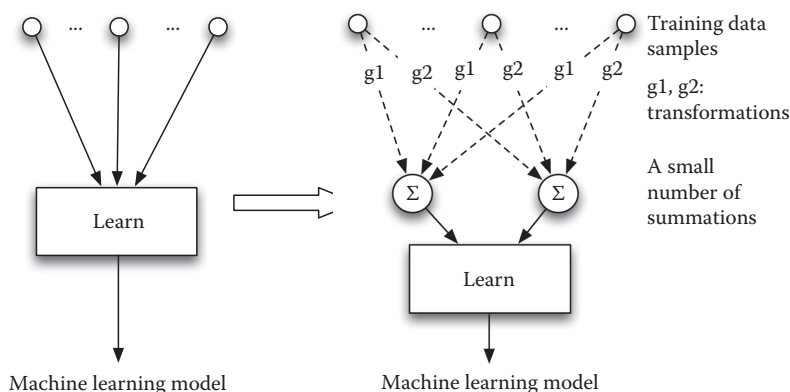 ... ...
... ...
Training data
samples
g1 g2 g1 g2 g1 g2
g1, g2:
transformations
A small
number of
summations
Σ Σ
Learn
Learn
Machine learning model
Machine learning model